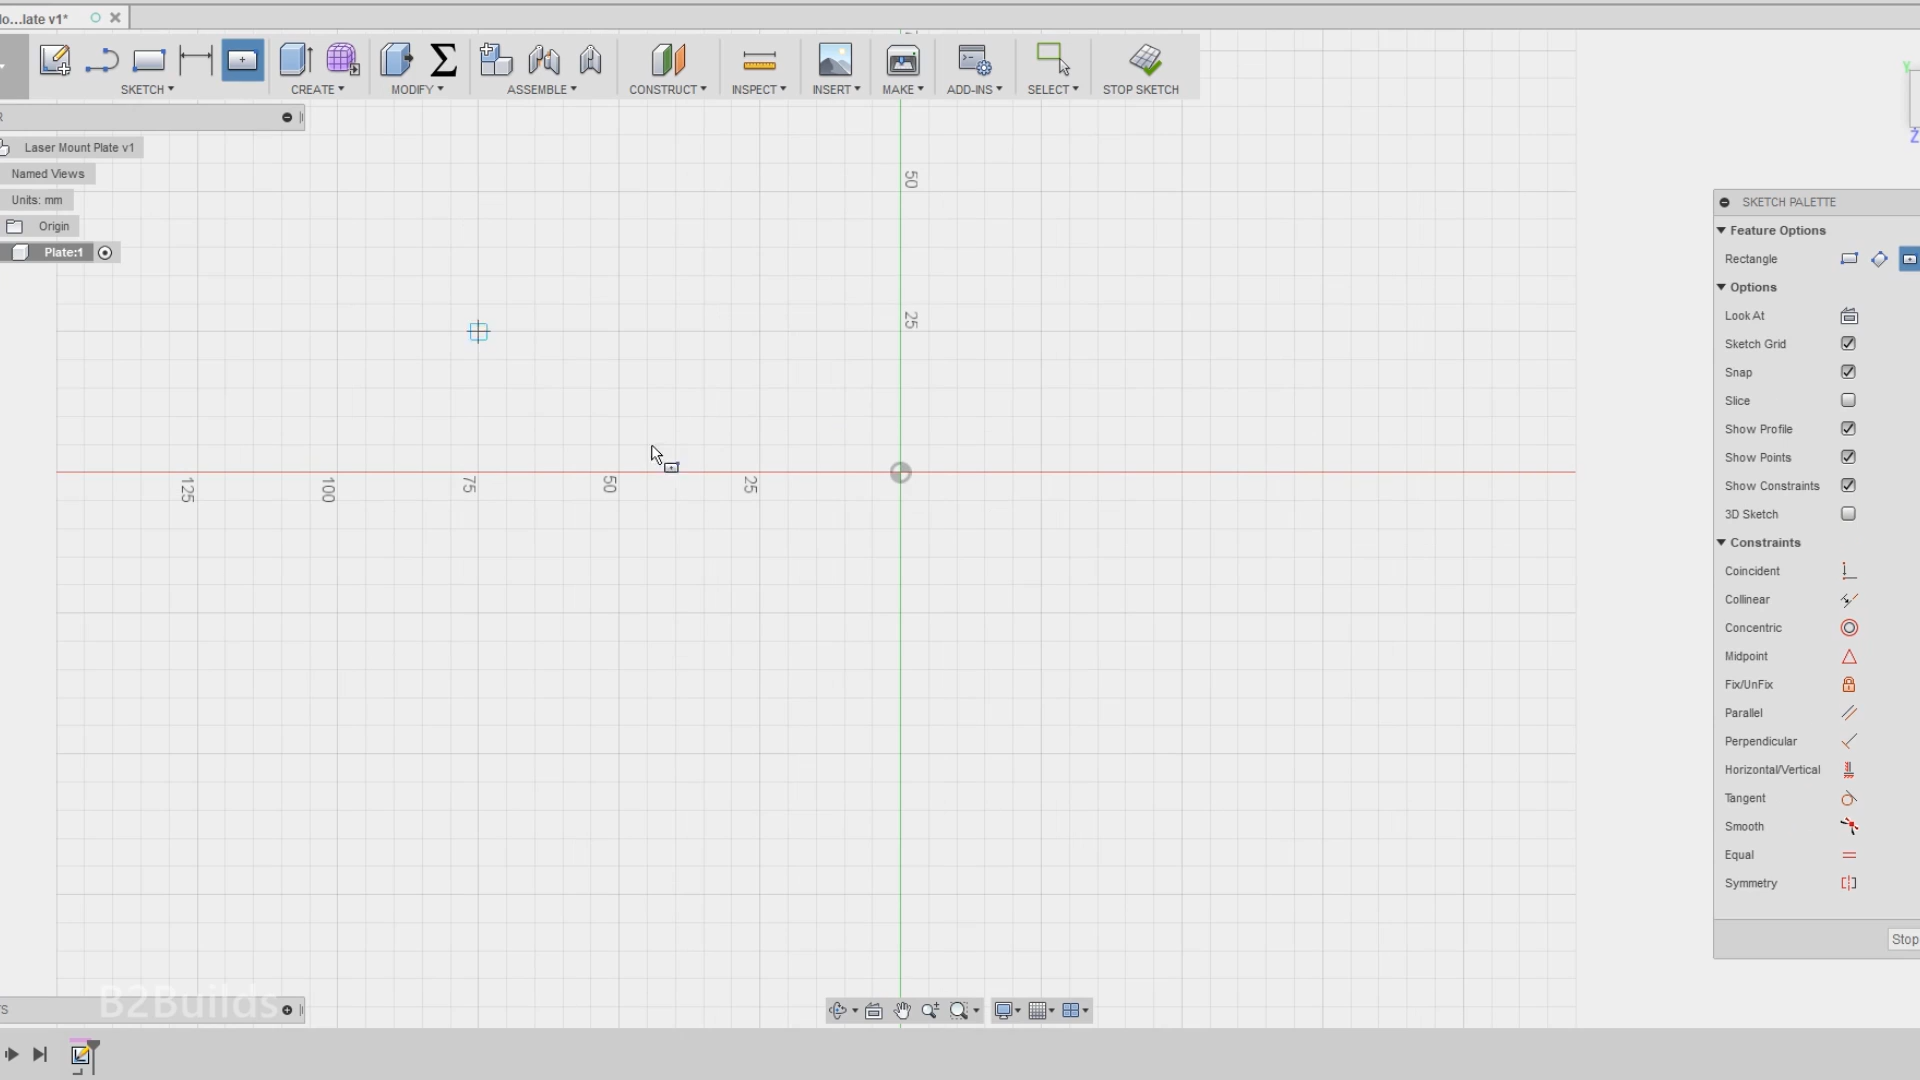 lo...late v1*
SKETCH
CREATE
MODIFY
ASSEMBLE
CONSTRUCT
INSPECT
INSERT
MAKE
ADD-INS
SELECT
STOP SKETCH
R
Laser Mount Plate v1
Named Views
Units: mm
Origin
Plate:1
50
25
125
100
75
50
25
Y
Z
SKETCH PALETTE
Feature Options
Rectangle
Options
Look At
Sketch Grid
Snap
Slice
Show Profile
Show Points
Show Constraints
3D Sketch
Constraints
Coincident
Collinear
Concentric
Midpoint
Fix/UnFix
Parallel
Perpendicular
Horizontal/Vertical
Tangent
Smooth
Equal
Symmetry
Stop
TS
B2Builds